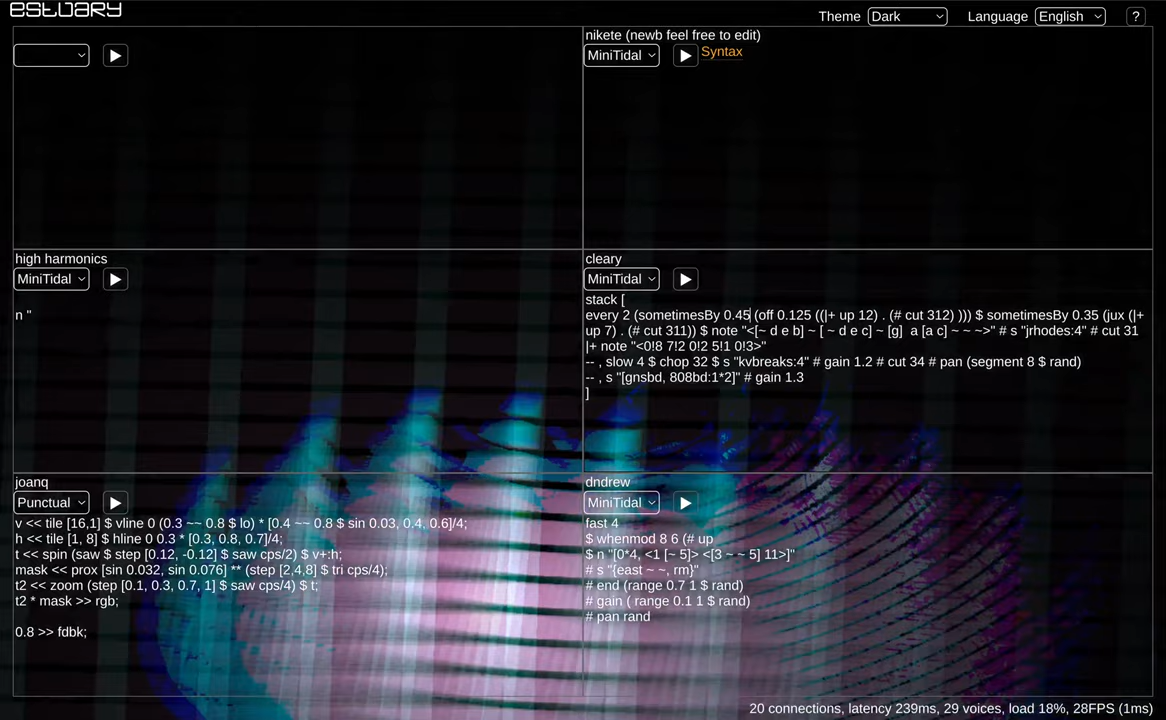 estuary
Theme Dark Language English ?
nikete (newb feel free to edit)
MiniTidal Syntax
high harmonics
MiniTidal
n "
cleary
MiniTidal
stack [
every 2 (sometimesBy 0.45 (off 0.125 ((|+ up 12) . (# cut 312) ))) $ sometimesBy 0.35 (jux (|+
up 7) . (# cut 311)) $ note "<[~ d e b] ~ [ ~ d e c] ~ [g]  a [a c] ~ ~ ~>" # s "jrhodes:4" # cut 31
|+ note "<0!8 7!2 0!2 5!1 0!3>"
-- , slow 4 $ chop 32 $ s "kvbreaks:4" # gain 1.2 # cut 34 # pan (segment 8 $ rand)
-- , s "[gnsbd, 808bd:1*2]" # gain 1.3
]
joanq
Punctual
v << tile [16,1] $ vline 0 (0.3 ~~ 0.8 $ lo) * [0.4 ~~ 0.8 $ sin 0.03, 0.4, 0.6]/4;
h << tile [1, 8] $ hline 0 0.3 * [0.3, 0.8, 0.7]/4;
t << spin (saw $ step [0.12, -0.12] $ saw cps/2) $ v+:h;
mask << prox [sin 0.032, sin 0.076] ** (step [2,4,8] $ tri cps/4);
t2 << zoom (step [0.1, 0.3, 0.7, 1] $ saw cps/4) $ t;
t2 * mask >> rgb;
0.8 >> fdbk;
dndrew
MiniTidal
fast 4
$ whenmod 8 6 (# up
$ n "[0*4, <1 [~ 5]> <[3 ~ ~ 5] 11>]"
# s "{east ~ ~, rm}"
# end (range 0.7 1 $ rand)
# gain ( range 0.1 1 $ rand)
# pan rand
20 connections, latency 239ms, 29 voices, load 18%, 28FPS (1ms)